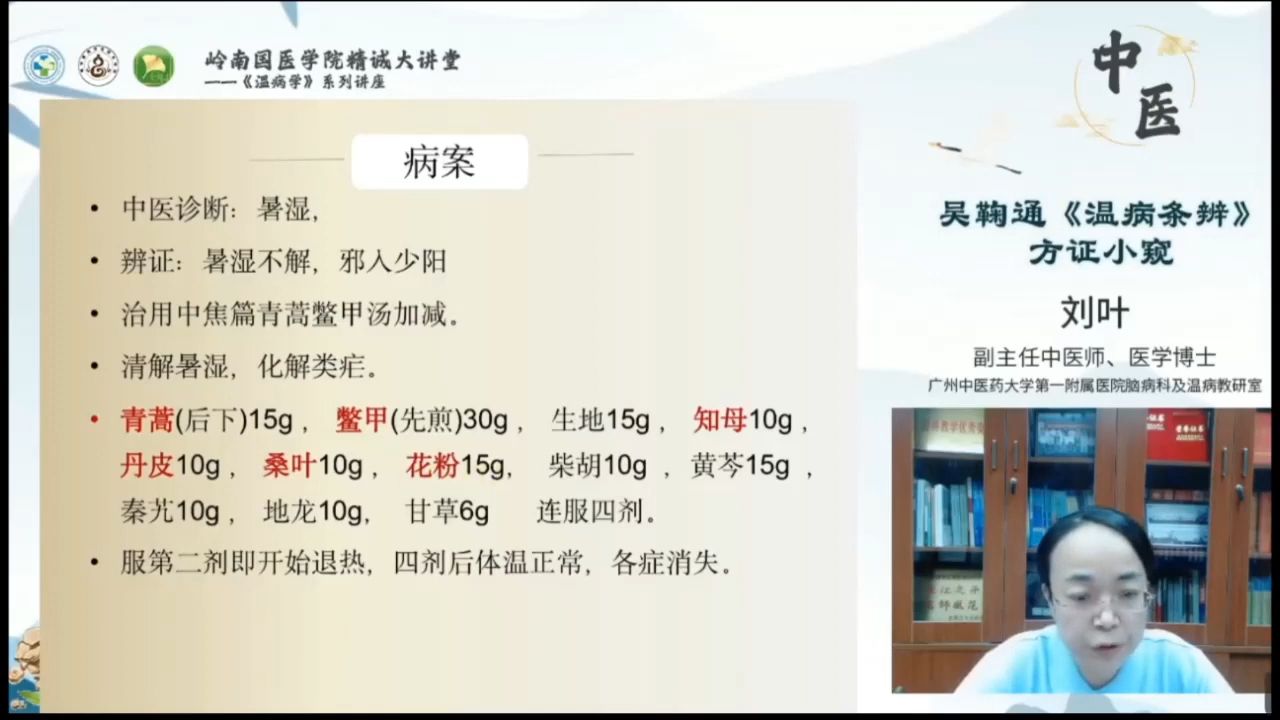 岭南国医学院精诚大讲堂
——《温病学》系列讲座
中医
病案
• 中医诊断：暑湿，
• 辨证：暑湿不解，邪入少阳
• 治用中焦篇青蒿鳖甲汤加减。
• 清解暑湿，化解类疟。
• 青蒿(后下)15g ， 鳖甲(先煎)30g ， 生地15g ， 知母10g ，
丹皮10g ， 桑叶10g ， 花粉15g， 柴胡10g ， 黄芩15g ，
秦艽10g ， 地龙10g， 甘草6g 连服四剂。
• 服第二剂即开始退热，四剂后体温正常，各症消失。
吴鞠通《温病条辨》
方证小窥
刘叶
副主任中医师、医学博士
广州中医药大学第一附属医院脑病科及温病教研室